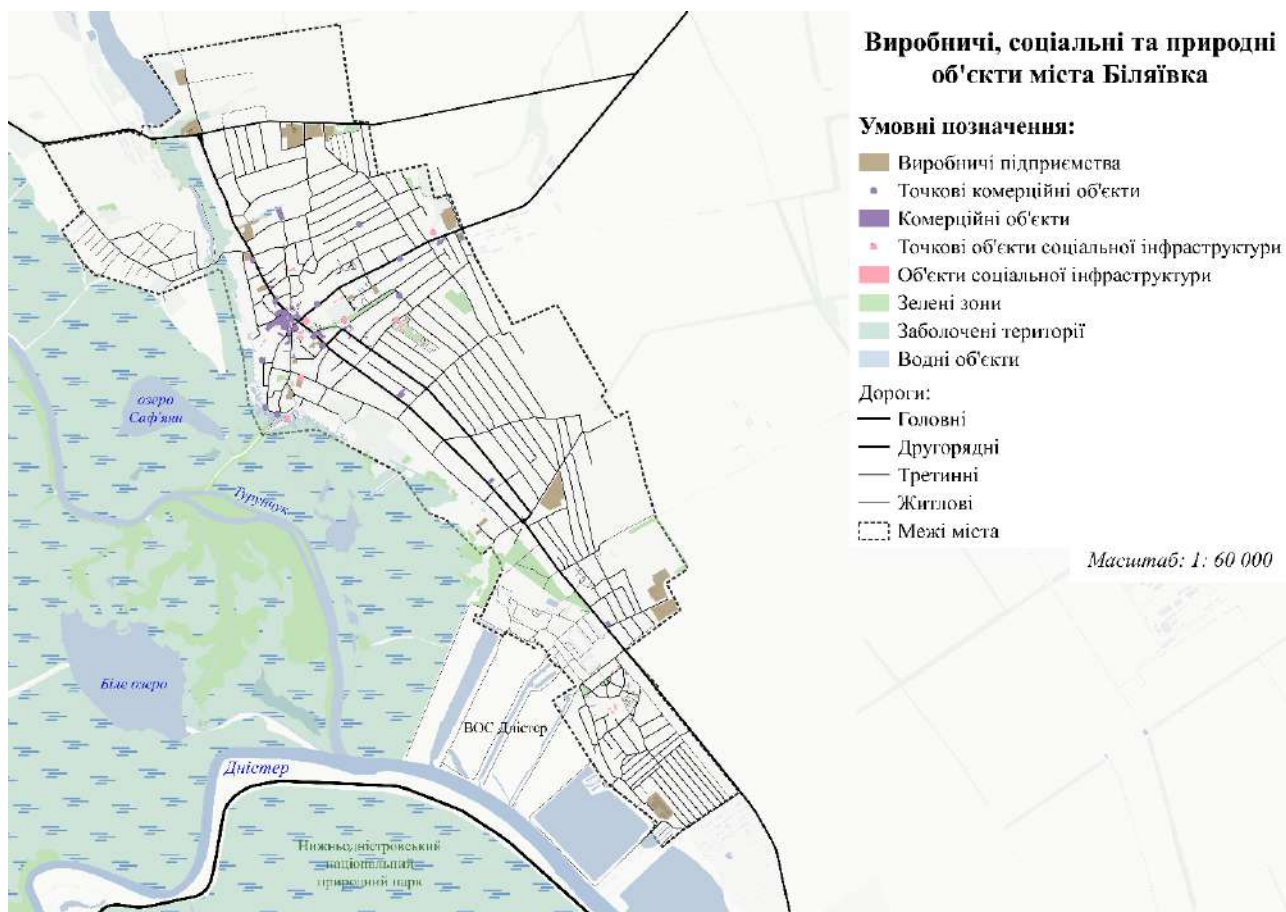 Виробничі, соціальні та природні
об'єкти міста Біляївка
Умовні позначення:
Виробничі підприємства
Точкові комерційні об'єкти
Комерційні об'єкти
Точкові об'єкти соціальної інфраструктури
Об'єкти соціальної інфраструктури
Зелені зони
Заболочені території
Водні об'єкти
Дороги:
Головні
Другорядні
Третинні
Житлові
Межі міста
Масштаб: 1: 60 000
озеро
Саф'яни
Турунчук
Біле озеро
ВОС Дністер
Дністер
Нижньодністровський
національний
природний парк